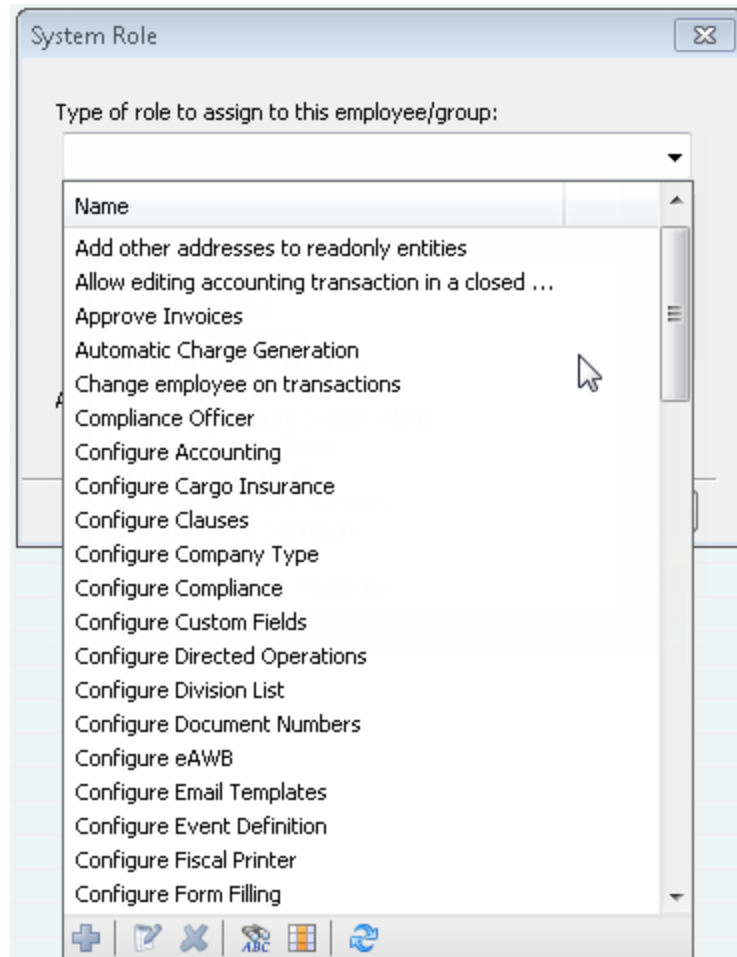 System Role
Type of role to assign to this employee/group:
Name
Add other addresses to readonly entities
Allow editing accounting transaction in a closed ...
Approve Invoices
Automatic Charge Generation
Change employee on transactions
Compliance Officer
Configure Accounting
Configure Cargo Insurance
Configure Clauses
Configure Company Type
Configure Compliance
Configure Custom Fields
Configure Directed Operations
Configure Division List
Configure Document Numbers
Configure eAWB
Configure Email Templates
Configure Event Definition
Configure Fiscal Printer
Configure Form Filling
ABC